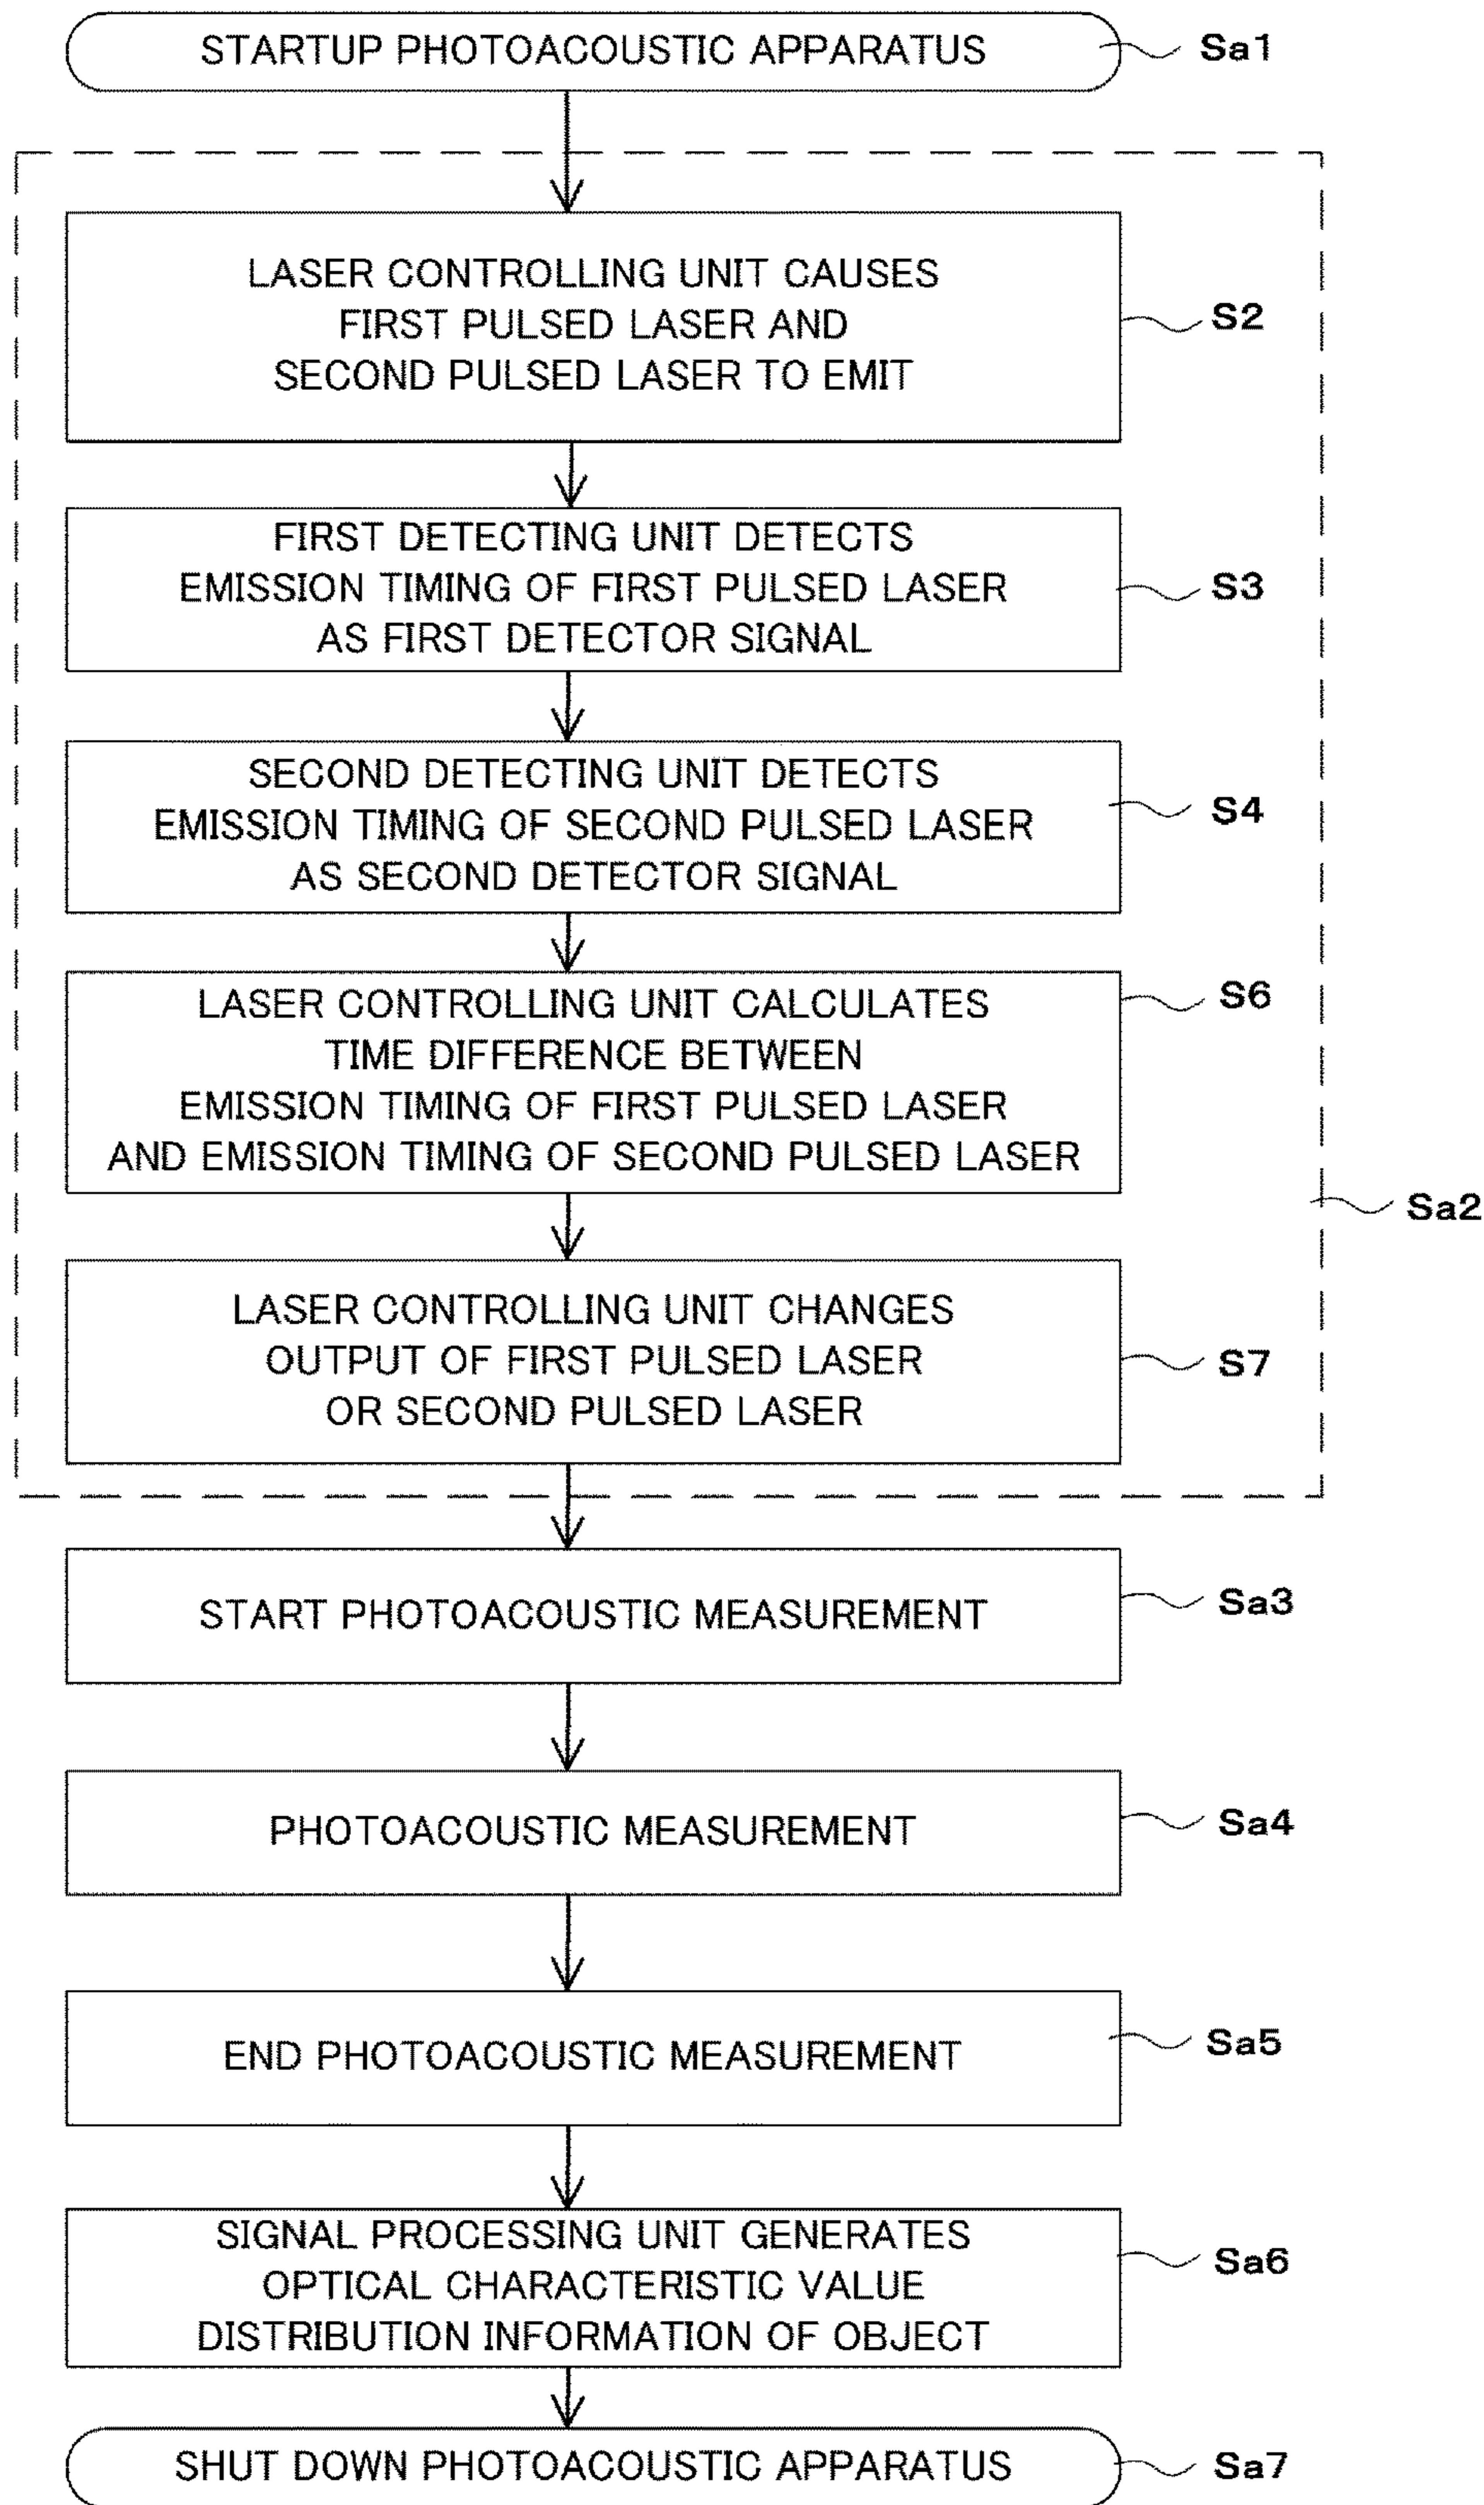 STARTUP PHOTOACOUSTIC APPARATUS
Sa1
LASER CONTROLLING UNIT CAUSES
FIRST PULSED LASER AND
SECOND PULSED LASER TO EMIT
S2
FIRST DETECTING UNIT DETECTS
EMISSION TIMING OF FIRST PULSED LASER
AS FIRST DETECTOR SIGNAL
S3
SECOND DETECTING UNIT DETECTS
EMISSION TIMING OF SECOND PULSED LASER
AS SECOND DETECTOR SIGNAL
S4
LASER CONTROLLING UNIT CALCULATES
TIME DIFFERENCE BETWEEN
EMISSION TIMING OF FIRST PULSED LASER
AND EMISSION TIMING OF SECOND PULSED LASER
S6
Sa2
LASER CONTROLLING UNIT CHANGES
OUTPUT OF FIRST PULSED LASER
OR SECOND PULSED LASER
S7
START PHOTOACOUSTIC MEASUREMENT
Sa3
PHOTOACOUSTIC MEASUREMENT
Sa4
END PHOTOACOUSTIC MEASUREMENT
Sa5
SIGNAL PROCESSING UNIT GENERATES
OPTICAL CHARACTERISTIC VALUE
DISTRIBUTION INFORMATION OF OBJECT
Sa6
SHUT DOWN PHOTOACOUSTIC APPARATUS
Sa7